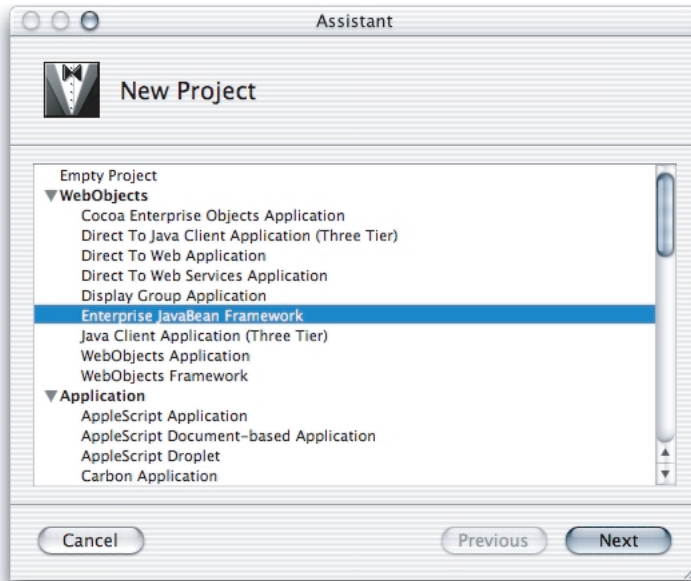 Assistant
New Project
Empty Project
WebObjects
Cocoa Enterprise Objects Application
Direct To Java Client Application (Three Tier)
Direct To Web Application
Direct To Web Services Application
Display Group Application
Enterprise JavaBean Framework
Java Client Application (Three Tier)
WebObjects Application
WebObjects Framework
Application
AppleScript Application
AppleScript Document-based Application
AppleScript Droplet
Carbon Application
Cancel
Previous
Next